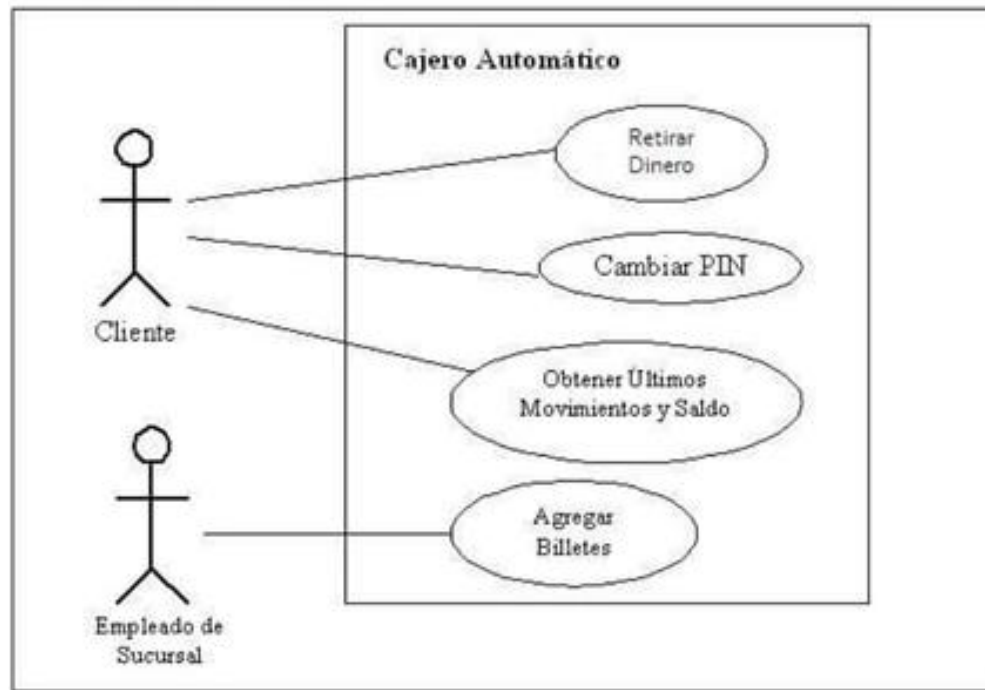 Cajero Automático
Retirar
Dinero
Cambiar PIN
Cliente
Obtener Últimos
Movimientos y Saldo
Agregar
Billetes
Empleado de
Sucursal